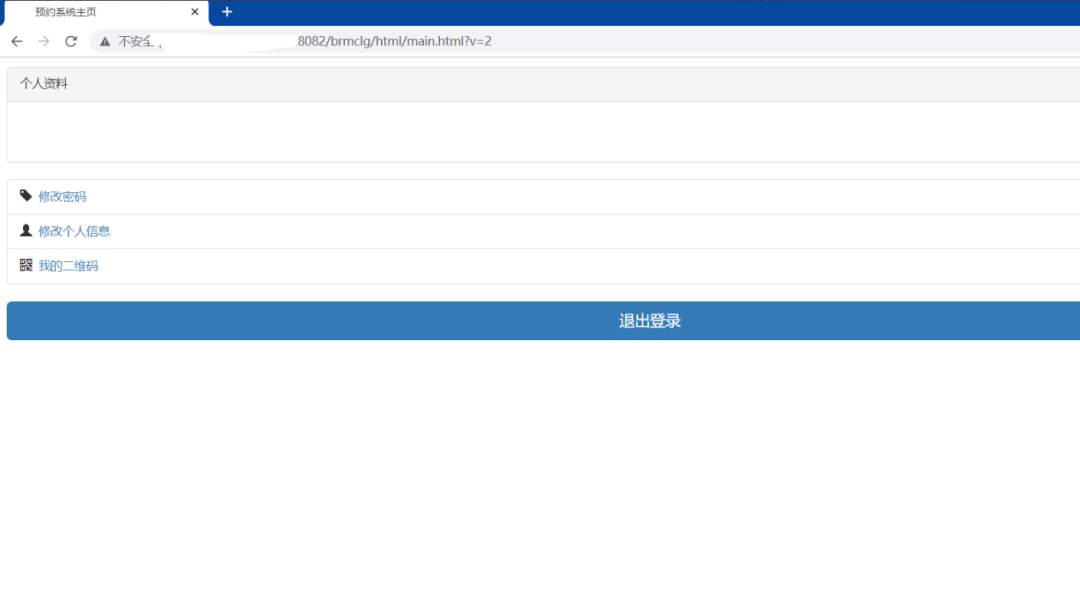 预约系统主页
不安全 8082/brmclg/html/main.html?v=2
个人资料
修改密码
修改个人信息
我的二维码
退出登录